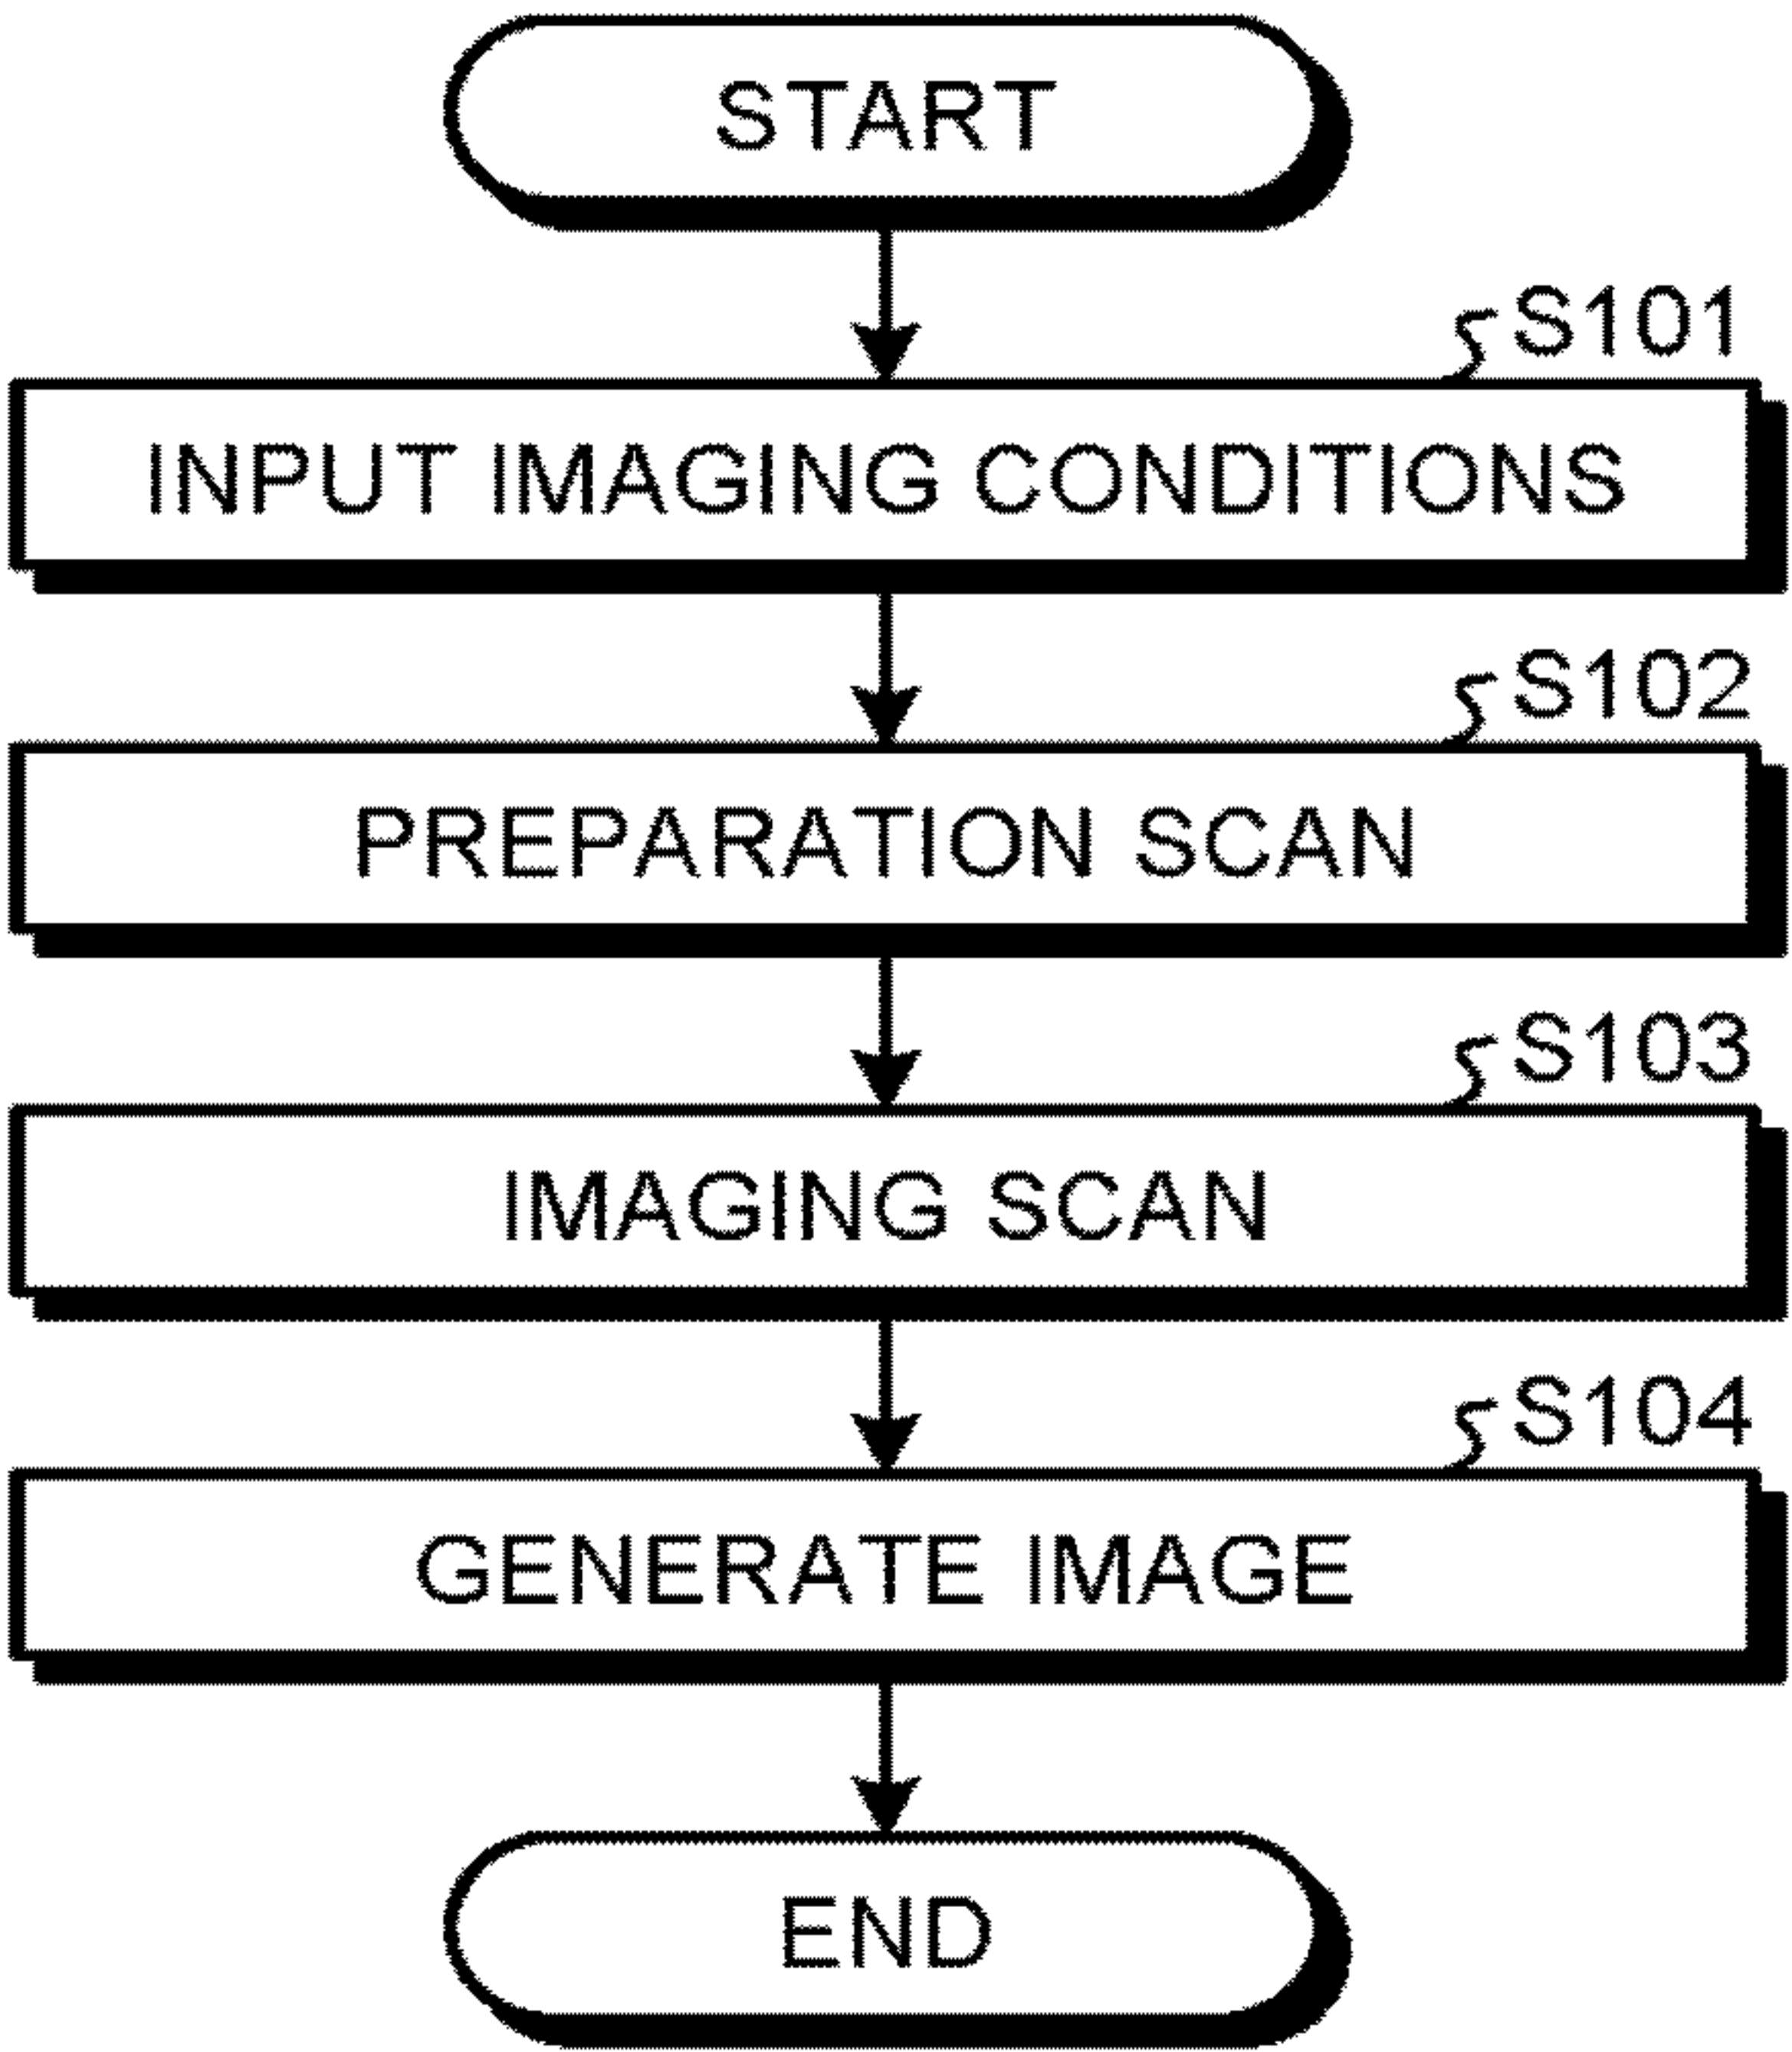 START
S101
INPUT IMAGING CONDITIONS
S102
PREPARATION SCAN
S103
IMAGING SCAN
S104
GENERATE IMAGE
END